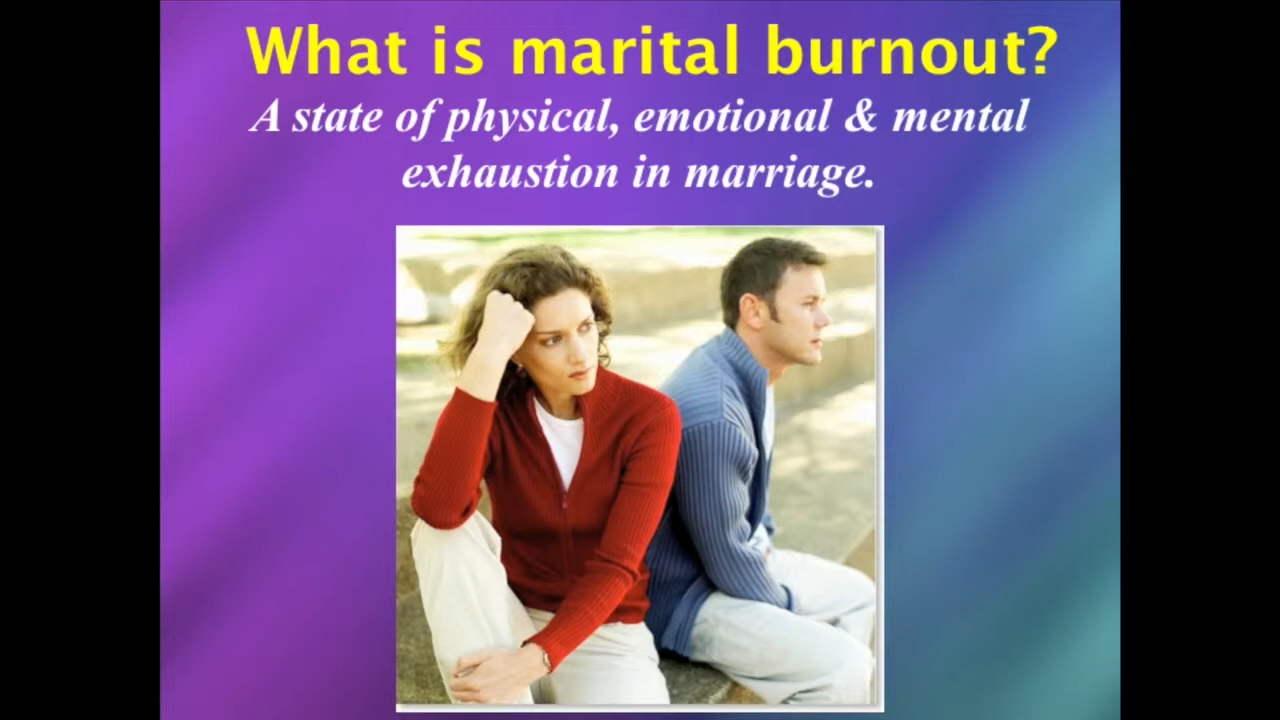 What is marital burnout?
A state of physical, emotional & mental
exhaustion in marriage.